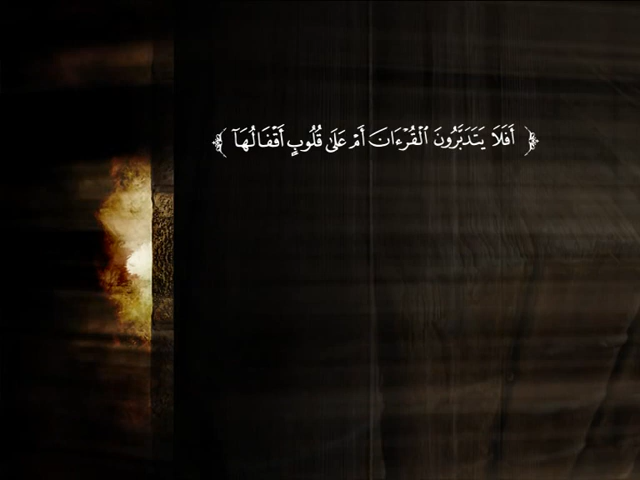 ﴿ أَفَلَا يَتَدَبَّرُونَ ٱلْقُرْءَانَ أَمْ عَلَىٰ قُلُوبٍ أَقْفَالُهَآ ﴾